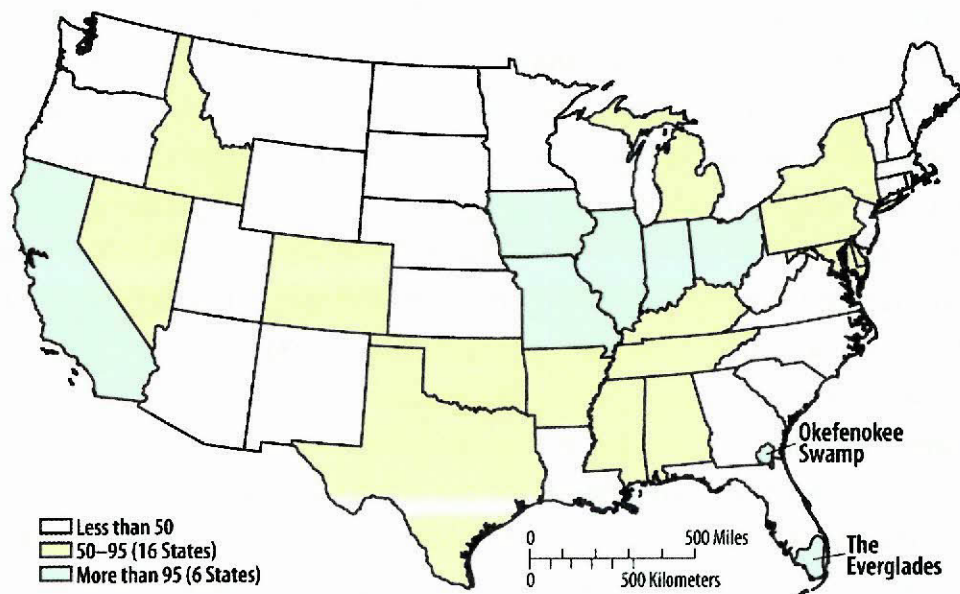 Okefenokee
Swamp
The
Everglades
Less than 50
50–95 (16 States)
More than 95 (6 States)
0 500 Miles
0 500 Kilometers